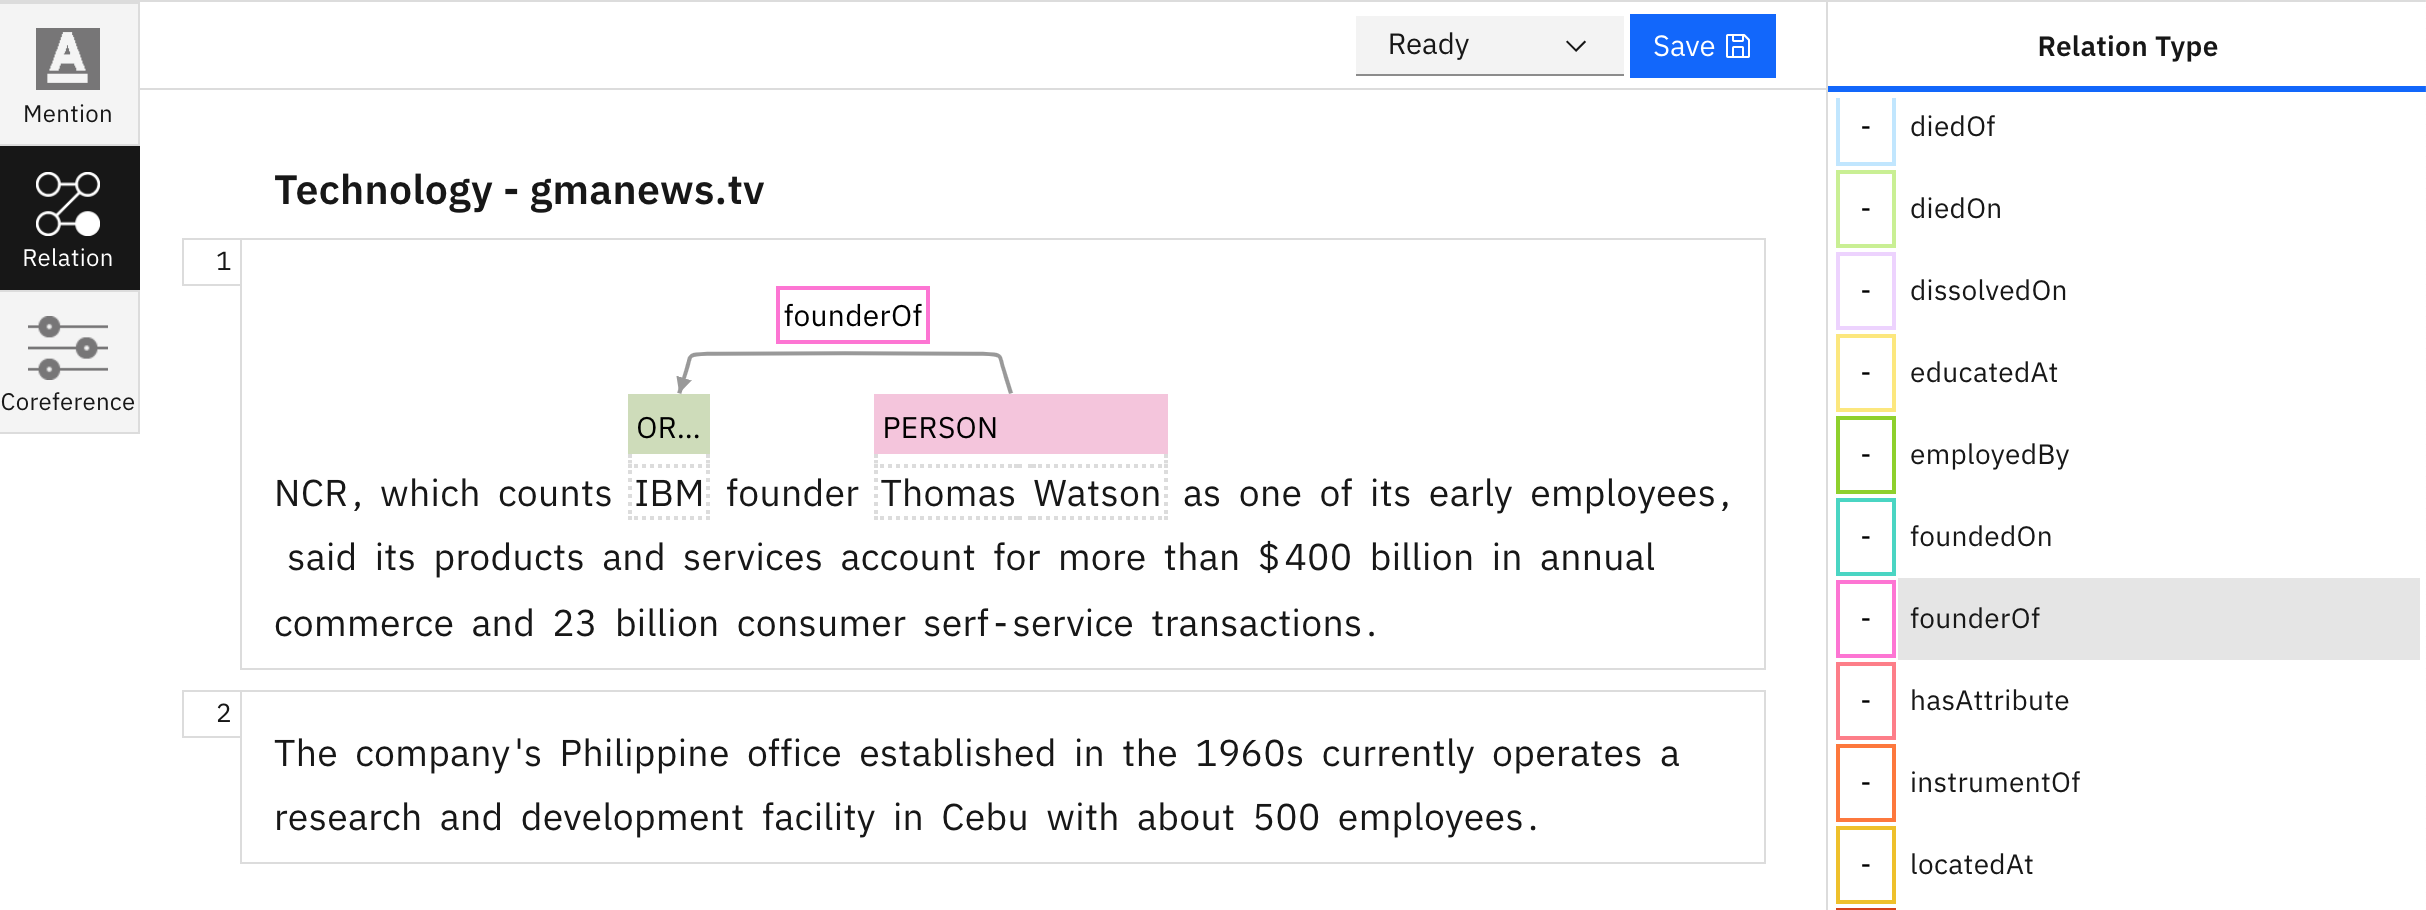 Mention
Relation
Coreference
Ready
Save
Technology - gmanews.tv
1
founderOf
OR...
PERSON
NCR, which counts IBM founder Thomas Watson as one of its early employees,
said its products and services account for more than $400 billion in annual
commerce and 23 billion consumer serf-service transactions.
2
The company's Philippine office established in the 1960s currently operates a
research and development facility in Cebu with about 500 employees.
Relation Type
- diedOf
- diedOn
- dissolvedOn
- educatedAt
- employedBy
- foundedOn
- founderOf
- hasAttribute
- instrumentOf
- locatedAt